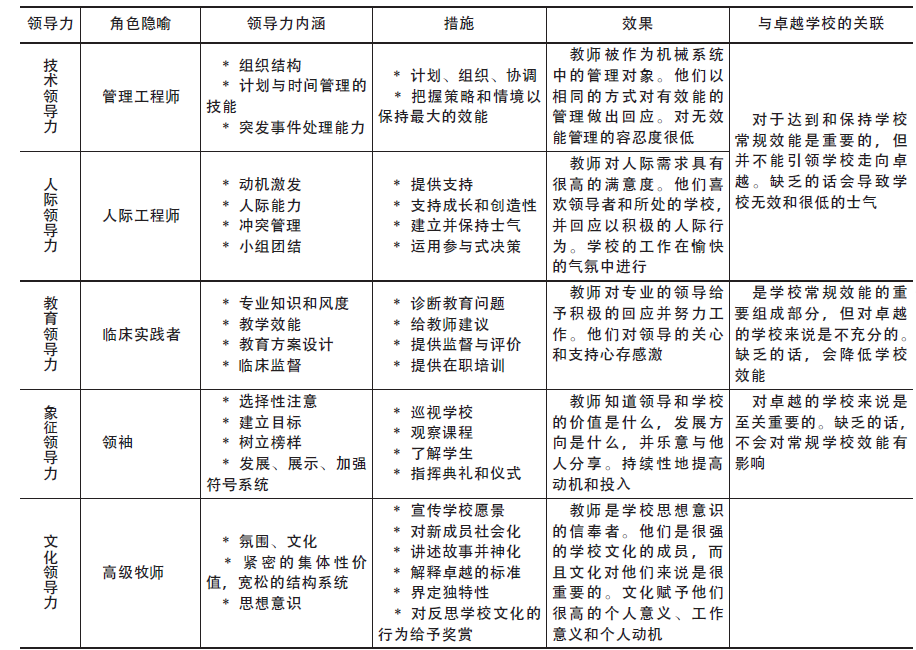 领导力 角色隐喻 领导力内涵 措施 效果 与卓越学校的关联
技术领导力
管理工程师
* 组织结构
* 计划与时间管理的
技能
* 突发事件处理能力
* 计划、组织、协调
* 把握策略和情境以
保持最大的效能
教师被作为机械系统
中的管理对象。他们以
相同的方式对有效能的
管理做出回应。对无效
能管理的容忍度很低
对于达到和保持学校
常规效能是重要的，但
并不能引领学校走向卓
越。缺乏的话会导致学
校无效和很低的士气
人际领导力
人际工程师
* 动机激发
* 人际能力
* 冲突管理
* 小组团结
* 提供支持
* 支持成长和创造性
* 建立并保持士气
* 运用参与式决策
教师对人际需求具有
很高的满意度。他们喜
欢领导者和所处的学校，
并回应以积极的人际行
为。学校的工作在愉快
的气氛中进行
教育领导力
临床实践者
* 专业知识和风度
* 教学效能
* 教育方案设计
* 临床监督
* 诊断教育问题
* 给教师建议
* 提供监督与评价
* 提供在职培训
教师对专业的领导给
予积极的回应并努力工
作。他们对领导的关心
和支持心存感激
是学校常规效能的重
要组成部分，但对卓越
的学校来说是不充分的。
缺乏的话，会降低学校
效能
象征领导力
领袖
* 选择性注意
* 建立目标
* 树立榜样
* 发展、展示、加强
符号系统
* 巡视学校
* 观察课程
* 了解学生
* 指挥典礼和仪式
教师知道领导和学校
的价值是什么，发展方
向是什么，并乐意与他
人分享。持续性地提高
动机和投入
对卓越的学校来说是
至关重要的。缺乏的话，
不会对常规学校效能有
影响
文化领导力
高级牧师
* 氛围、文化
* 紧密的集体性价
值，宽松的结构系统
* 思想意识
* 宣传学校愿景
* 对新成员社会化
* 讲述故事并神化
* 解释卓越的标准
* 界定独特性
* 对反思学校文化的
行为给予奖赏
教师是学校思想意识
的信奉者。他们是很强
的学校文化的成员，而
且文化对他们来说是很
重要的。文化赋予他们
很高的个人意义、工作
意义和个人动机